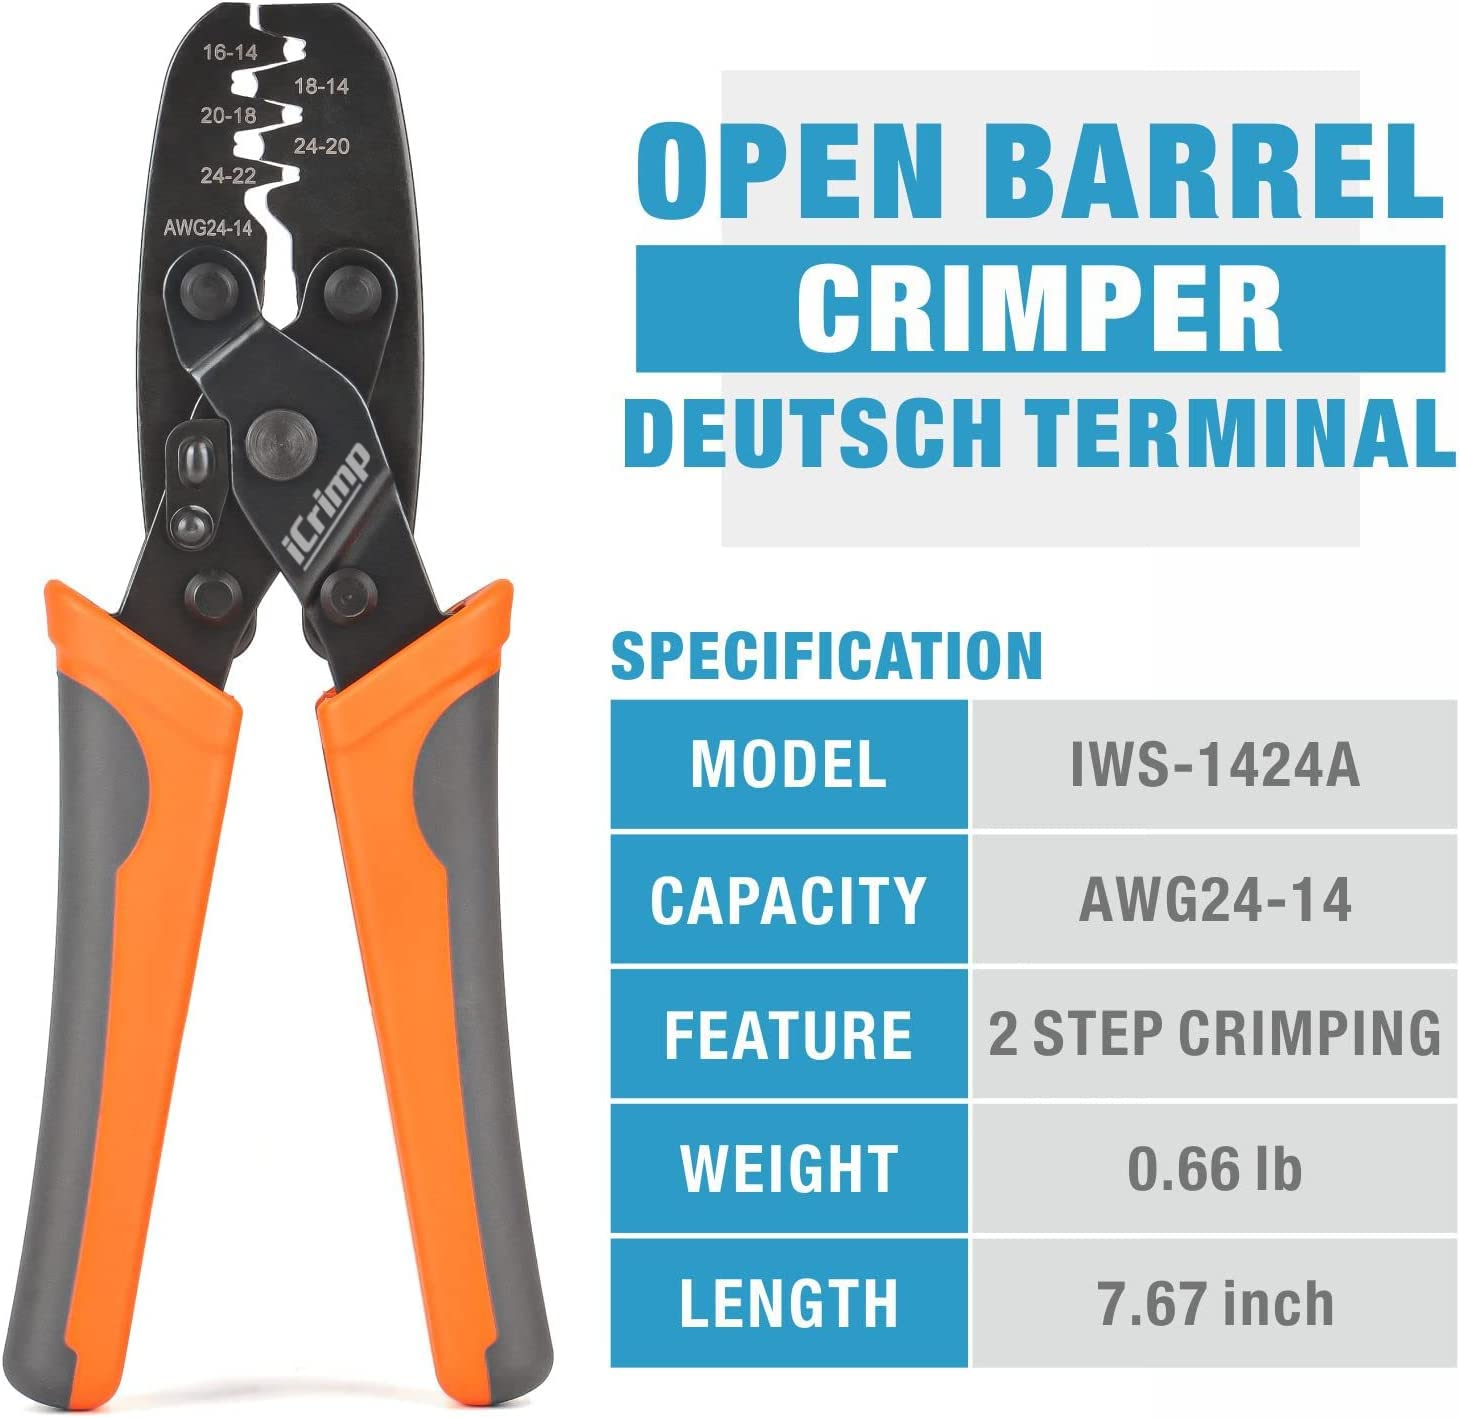 16-14
18-14
20-18
24-20
24-22
AWG24-14
iCrimp
OPEN BARREL
CRIMPER
DEUTSCH TERMINAL
SPECIFICATION
MODEL IWS-1424A
CAPACITY AWG24-14
FEATURE 2 STEP CRIMPING
WEIGHT 0.66 lb
LENGTH 7.67 inch